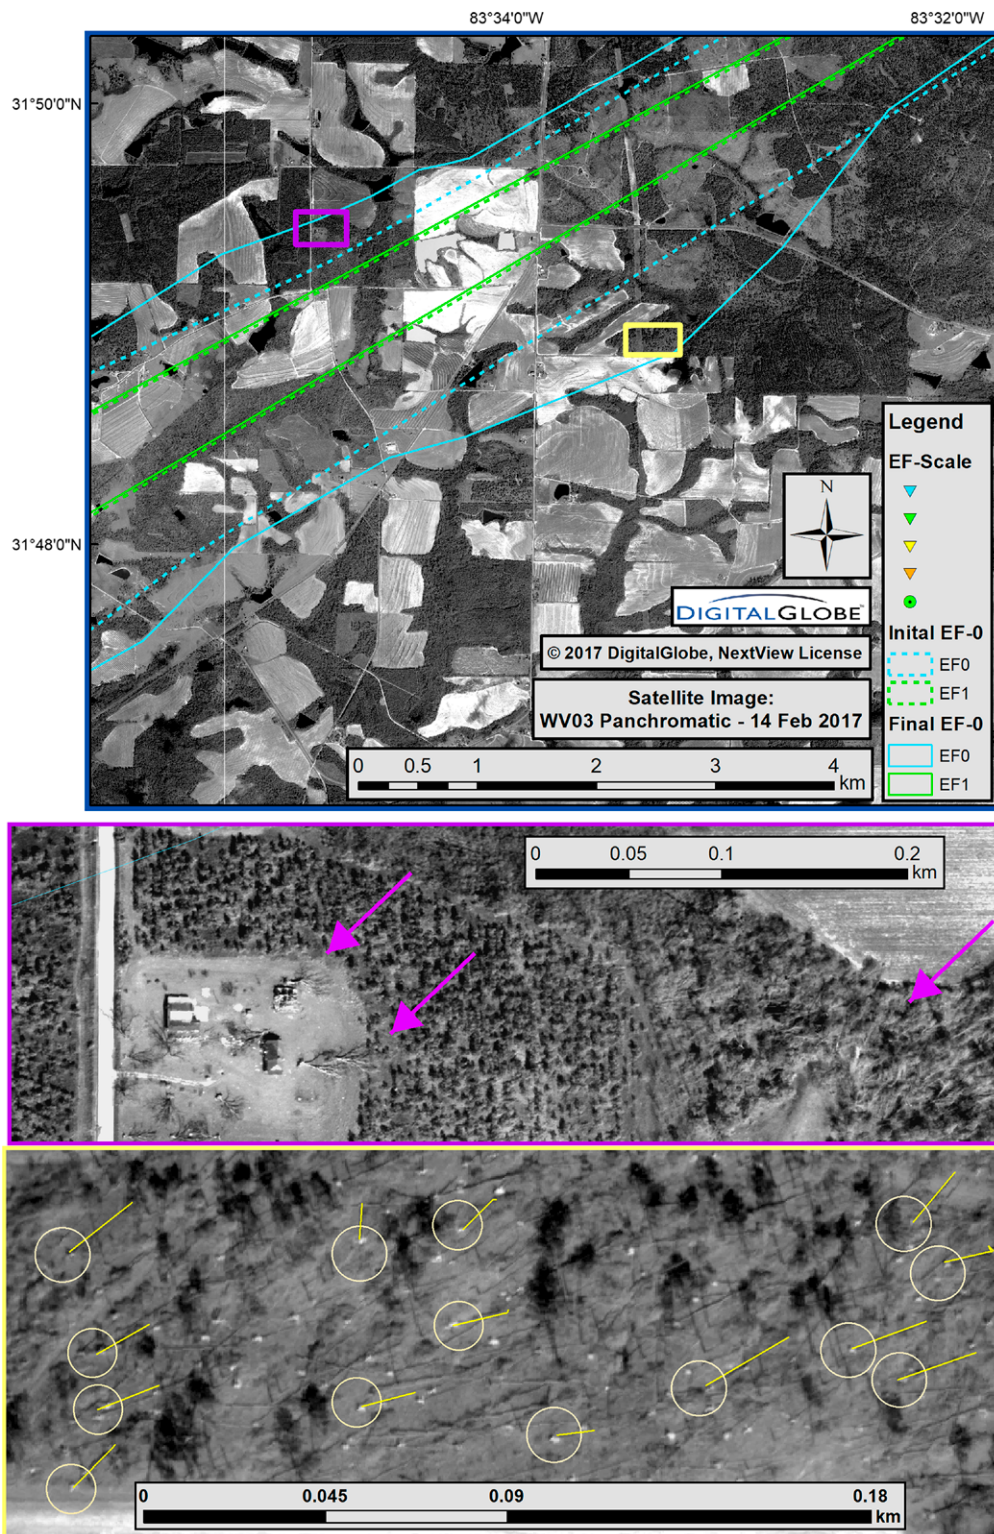 83°34'0"W
83°32'0"W
31°50'0"N
31°48'0"N
Legend
EF-Scale
Inital EF-0
EF0
EF1
Final EF-0
EF0
EF1
N
DIGITALGLOBE
© 2017 DigitalGlobe, NextView License
Satellite Image:
WV03 Panchromatic - 14 Feb 2017
0 0.5 1 2 3 4
km
0 0.05 0.1 0.2
km
0 0.045 0.09 0.18
km